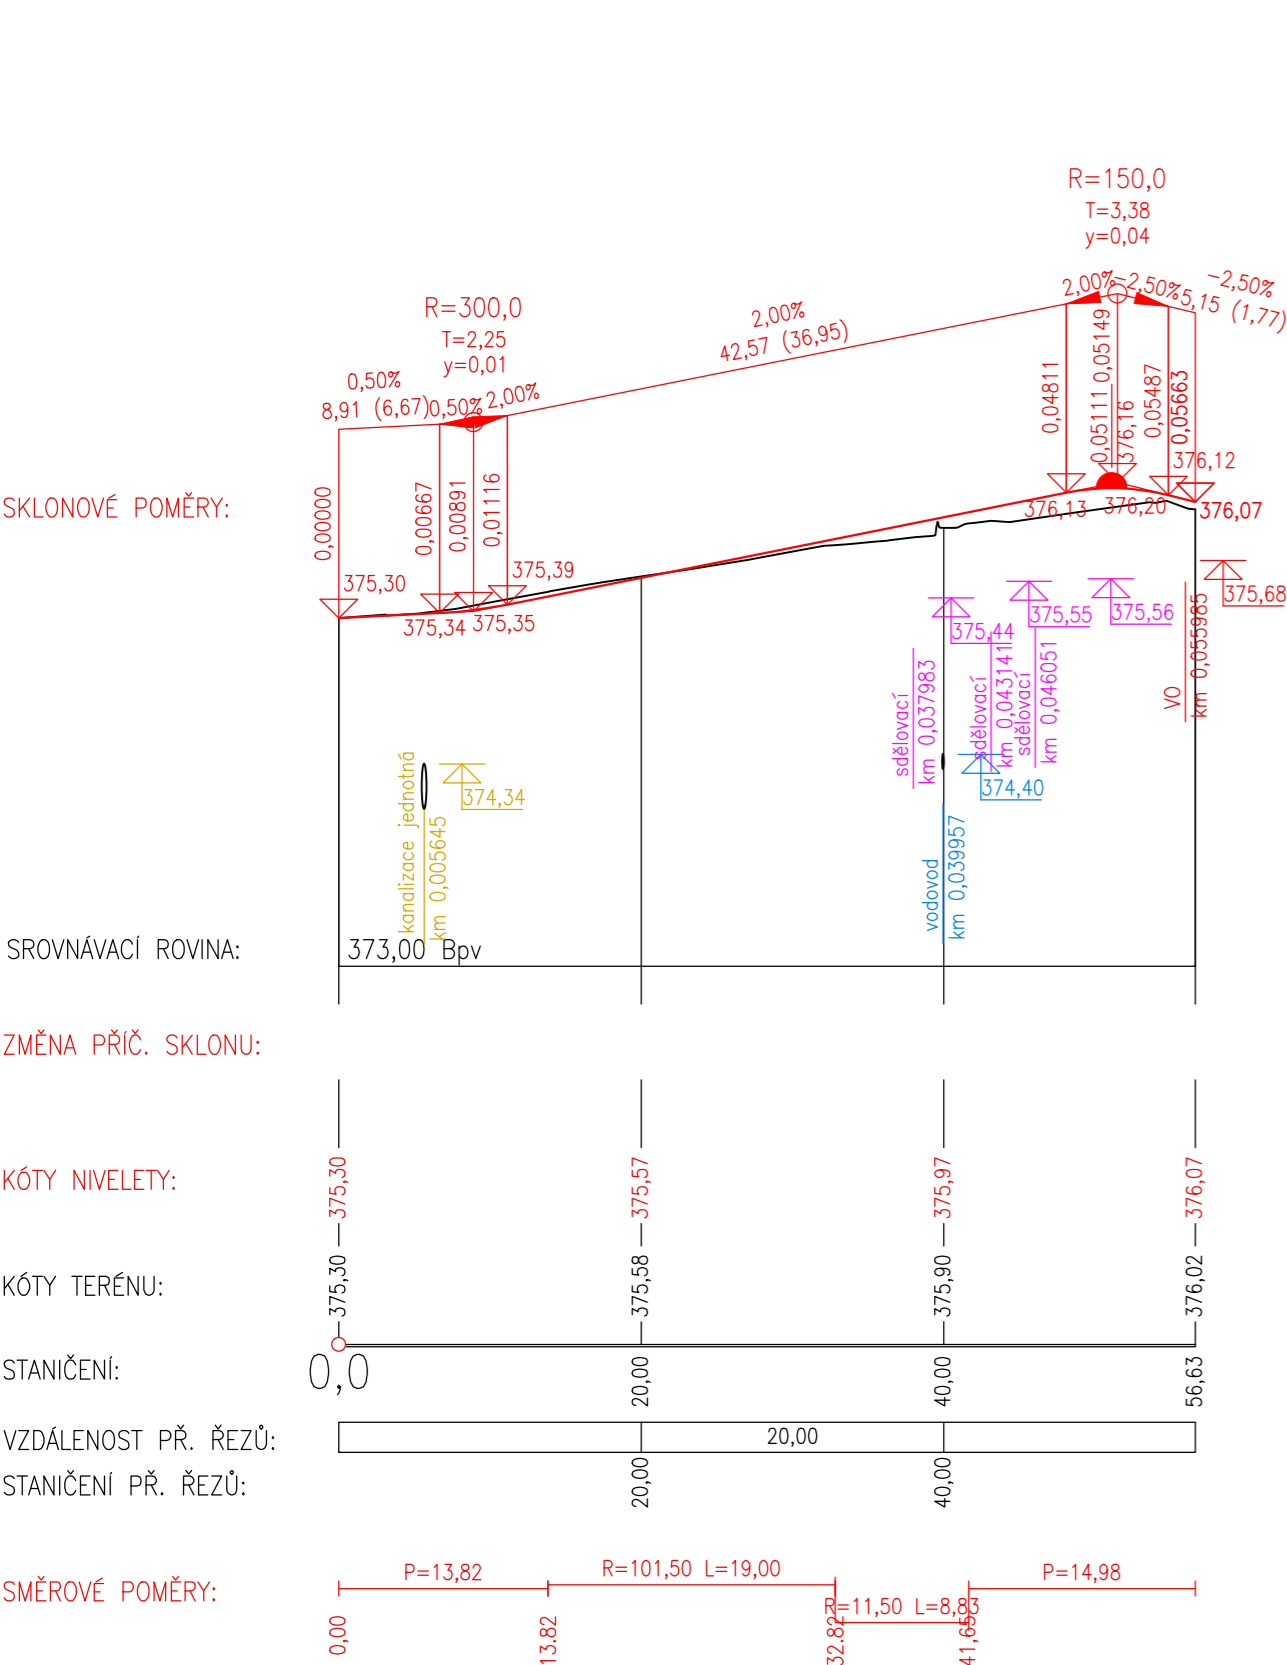 R=150,0
T=3,38
y=0,04
R=300,0
T=2,25
y=0,01
0,50%
8,91 (6,67)
0,50%
2,00%
2,00%
42,57 (36,95)
2,00%
-2,50%
-2,50%
5,15 (1,77)
SKLONOVÉ POMĚRY:
0,00000
0,00667
0,00891
0,01116
0,04811
0,05111
0,05149
0,05487
0,05663
375,30
375,34
375,35
375,39
376,13
376,16
376,20
376,12
376,07
375,44
375,55
375,56
375,68
374,34
374,40
kanalizace jednotná
km 0,005645
sdělovací
km 0,037983
vodovod
km 0,039957
sdělovací
km 0,043141
sdělovací
km 0,046051
VO
km 0,055985
SROVNÁVACÍ ROVINA:
373,00 Bpv
ZMĚNA PŘÍČ. SKLONU:
KÓTY NIVELETY:
375,30
375,57
375,97
376,07
KÓTY TERÉNU:
375,30
375,58
375,90
376,02
STANIČENÍ:
0,0
20,00
40,00
56,63
VZDÁLENOST PŘ. ŘEZŮ:
20,00
STANIČENÍ PŘ. ŘEZŮ:
20,00
40,00
SMĚROVÉ POMĚRY:
P=13,82
R=101,50 L=19,00
R=11,50 L=8,83
P=14,98
0,00
13.82
32.82
41,65